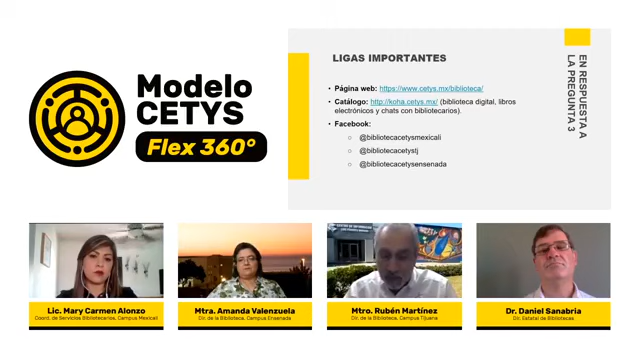 Modelo
CETYS
Flex 360°
LIGAS IMPORTANTES
• Página web: https://www.cetys.mx/biblioteca/
• Catálogo: http://koha.cetys.mx/ (biblioteca digital, libros
electrónicos y chats con bibliotecarios).
• Facebook:
○ @bibliotecacetysmexicali
○ @bibliotecacetystj
○ @bibliotecacetysensenada
EN RESPUESTA A
LA PREGUNTA 3
Lic. Mary Carmen Alonzo
Coord. de Servicios Bibliotecarios, Campus Mexicali
Mtra. Amanda Valenzuela
Dir. de la Biblioteca, Campus Ensenada
Mtro. Rubén Martínez
Dir. de la Biblioteca, Campus Tijuana
Dr. Daniel Sanabria
Dir. Estatal de Bibliotecas